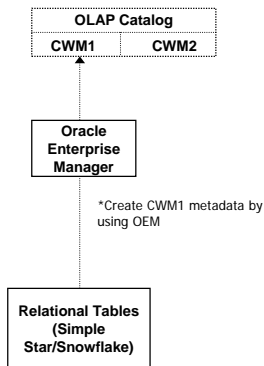 OLAP Catalog
CWM1 CWM2
Oracle
Enterprise
Manager
*Create CWM1 metadata by
using OEM
Relational Tables
(Simple
Star/Snowflake)